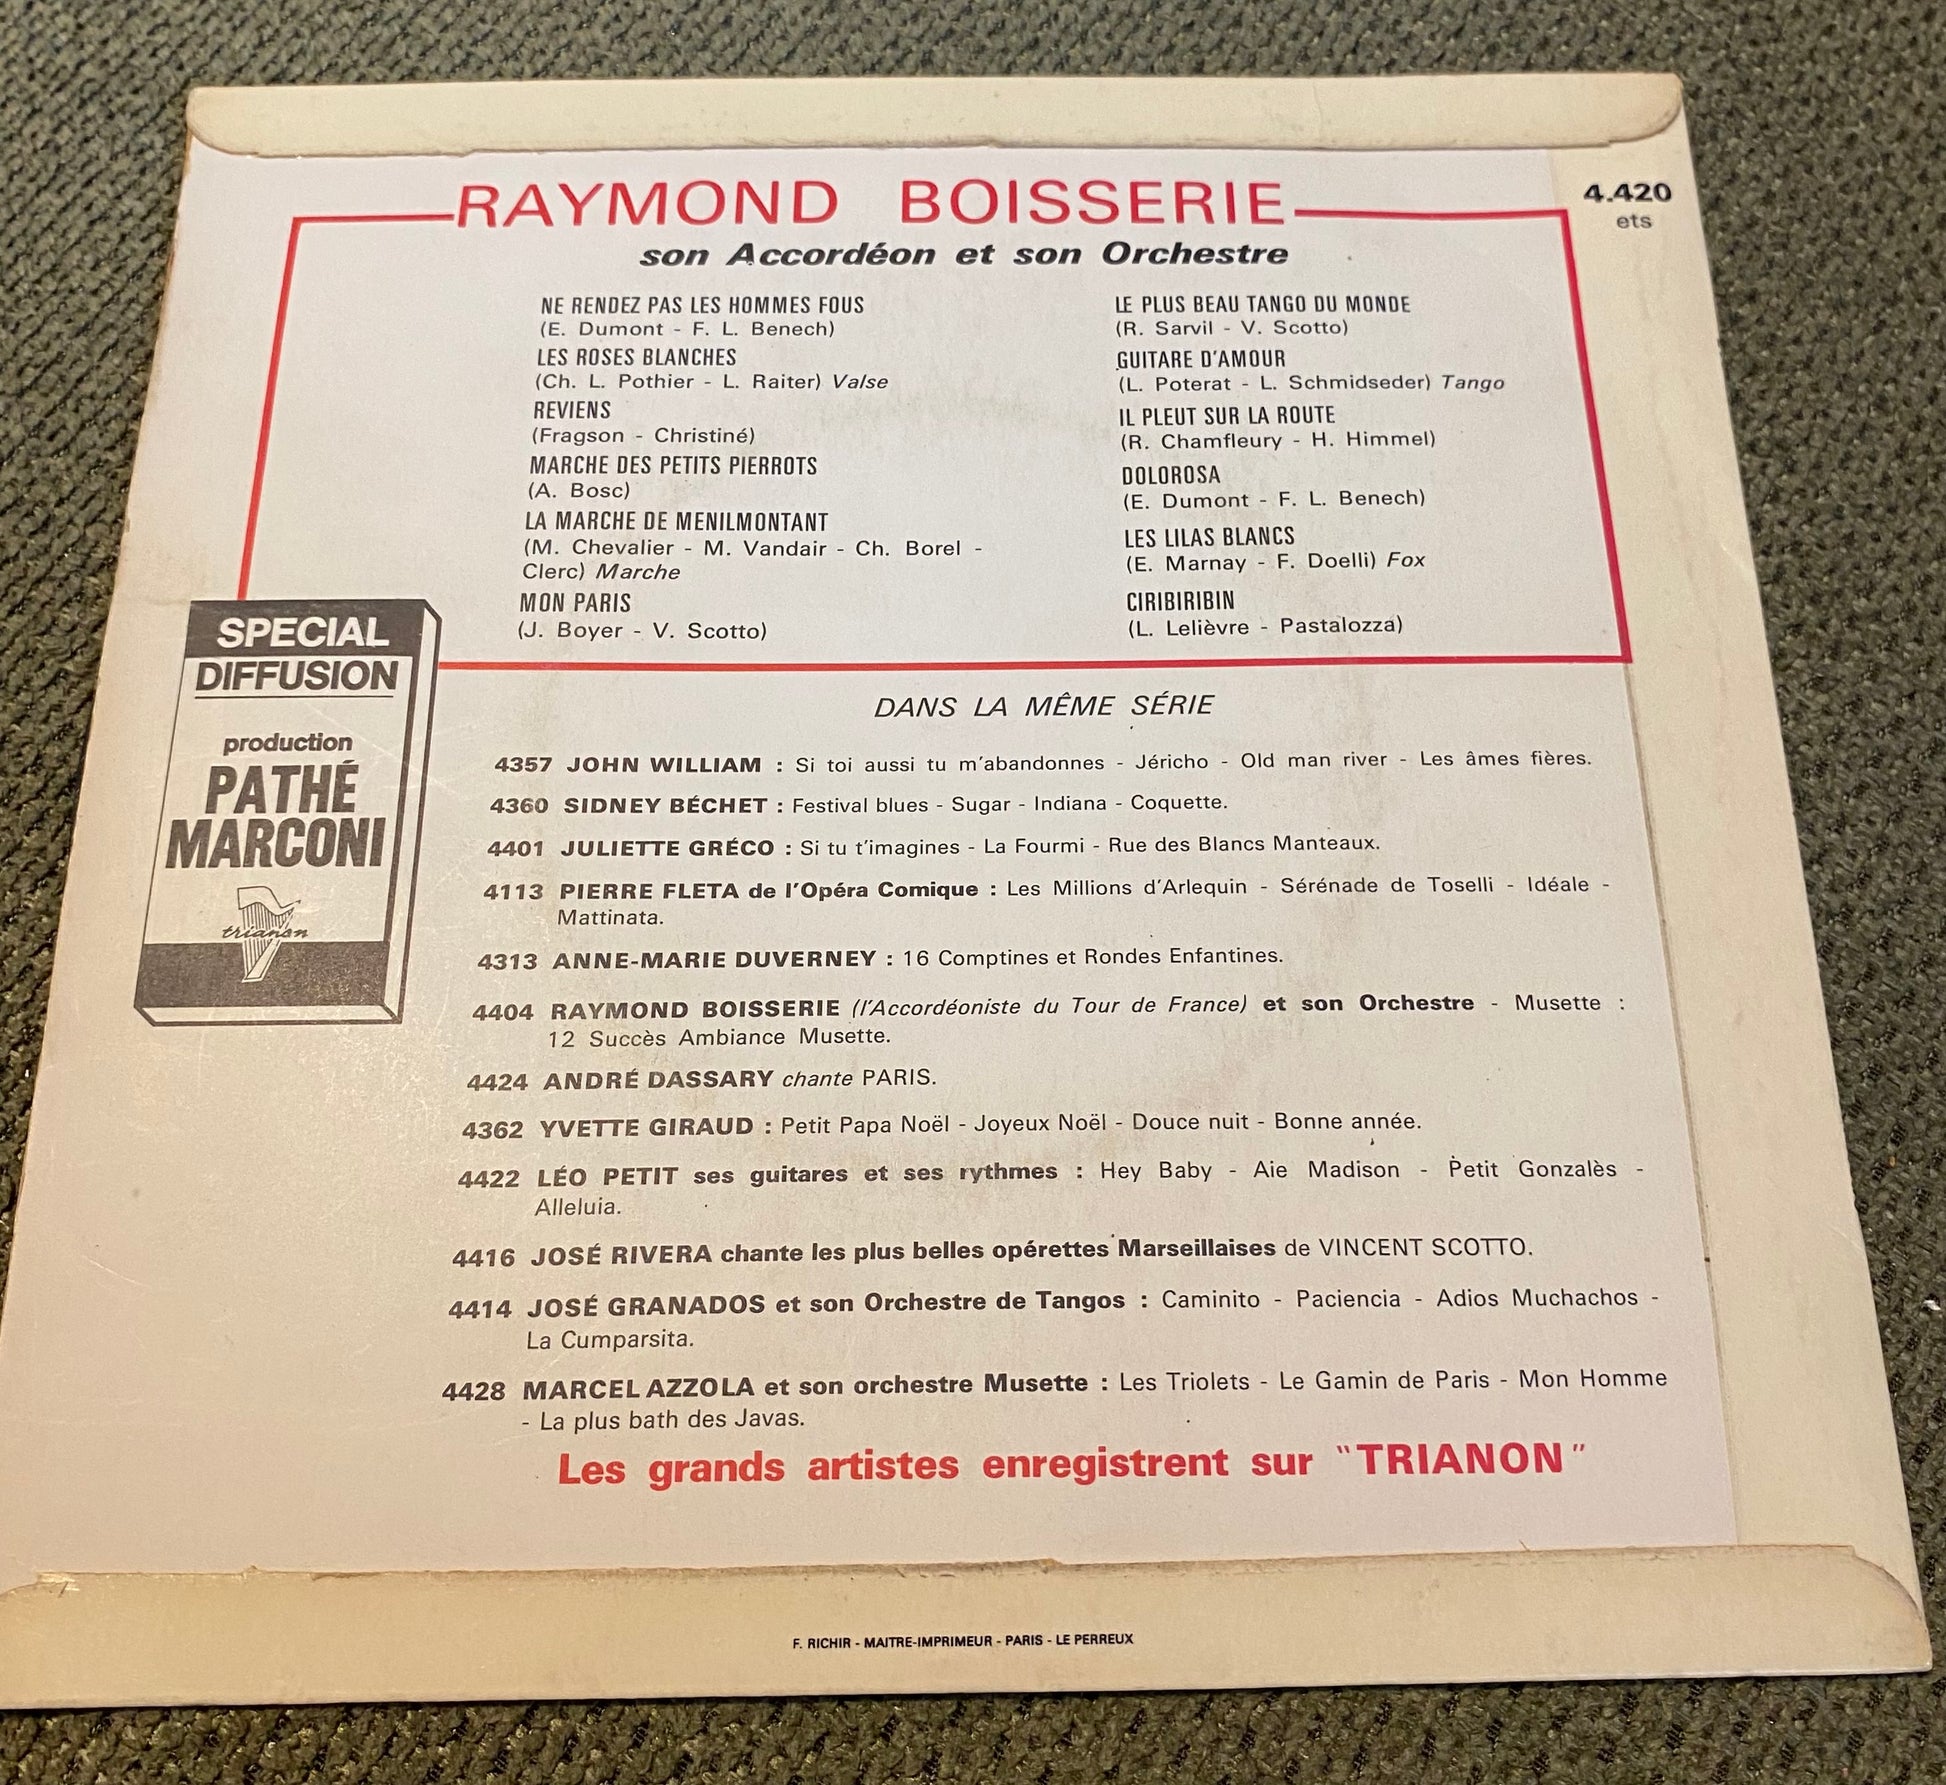 RAYMOND BOISSERIE
4.420
ets
son Accordéon et son Orchestre
NE RENDEZ PAS LES HOMMES FOUS
(E. Dumont - F. L. Benech)
LES ROSES BLANCHES
(Ch. L. Pothier - L. Raiter) Valse
REVIENS
(Fragson - Christiné)
MARCHE DES PETITS PIERROTS
(A. Bosc)
LA MARCHE DE MENILMONTANT
(M. Chevalier - M. Vandair - Ch. Borel -
Clerc) Marche
MON PARIS
(J. Boyer - V. Scotto)
LE PLUS BEAU TANGO DU MONDE
(R. Sarvil - V. Scotto)
GUITARE D'AMOUR
(L. Poterat - L. Schmidseder) Tango
IL PLEUT SUR LA ROUTE
(R. Chamfleury - H. Himmel)
DOLOROSA
(E. Dumont - F. L. Benech)
LES LILAS BLANCS
(E. Marnay - F. Doelli) Fox
CIRIBIRIBIN
(L. Lelièvre - Pastalozza)
SPECIAL
DIFFUSION
production
PATHÉ
MARCONI
trianon
DANS LA MÊME SÉRIE
4357 JOHN WILLIAM : Si toi aussi tu m'abandonnes - Jéricho - Old man river - Les âmes fières.
4360 SIDNEY BÉCHET : Festival blues - Sugar - Indiana - Coquette.
4401 JULIETTE GRÉCO : Si tu t'imagines - La Fourmi - Rue des Blancs Manteaux.
4113 PIERRE FLETA de l'Opéra Comique : Les Millions d'Arlequin - Sérénade de Toselli - Idéale -
Mattinata.
4313 ANNE-MARIE DUVERNEY : 16 Comptines et Rondes Enfantines.
4404 RAYMOND BOISSERIE (l'Accordéoniste du Tour de France) et son Orchestre - Musette :
12 Succès Ambiance Musette.
4424 ANDRÉ DASSARY chante PARIS.
4362 YVETTE GIRAUD : Petit Papa Noël - Joyeux Noël - Douce nuit - Bonne année.
4422 LÉO PETIT ses guitares et ses rythmes : Hey Baby - Aie Madison - Petit Gonzalès -
Alleluia.
4416 JOSÉ RIVERA chante les plus belles opérettes Marseillaises de VINCENT SCOTTO.
4414 JOSÉ GRANADOS et son Orchestre de Tangos : Caminito - Paciencia - Adios Muchachos -
La Cumparsita.
4428 MARCEL AZZOLA et son orchestre Musette : Les Triolets - Le Gamin de Paris - Mon Homme
- La plus bath des Javas.
Les grands artistes enregistrent sur "TRIANON"
F. RICHIR - MAITRE-IMPRIMEUR - PARIS - LE PERREUX